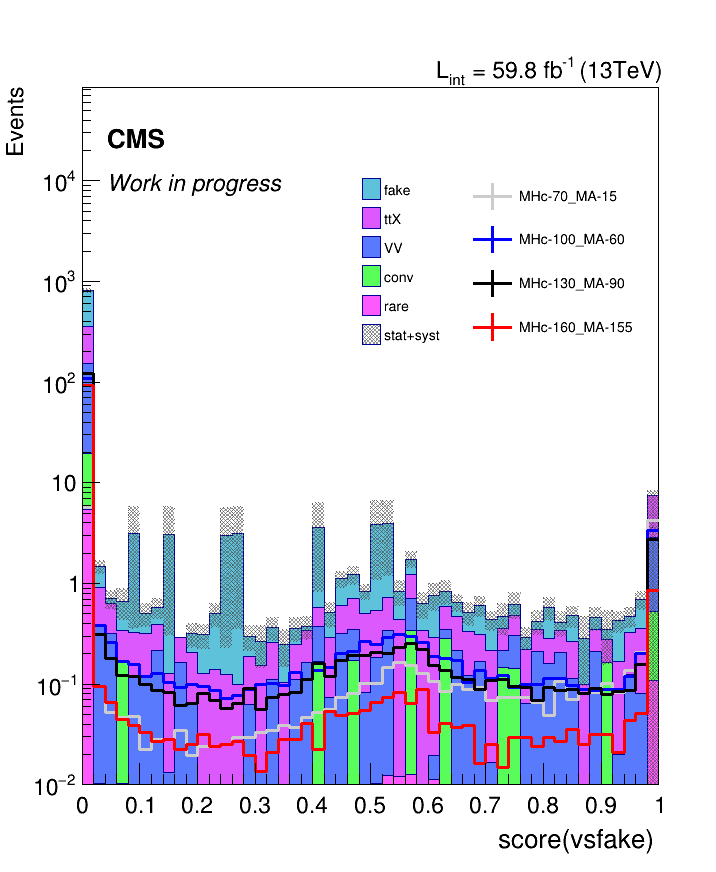 L_int = 59.8 fb^-1 (13TeV)
Events
CMS
Work in progress
fake
ttX
VV
conv
rare
stat+syst
MHc-70_MA-15
MHc-100_MA-60
MHc-130_MA-90
MHc-160_MA-155
10^4
10^3
10^2
10
1
10^-1
10^-2
0 0.1 0.2 0.3 0.4 0.5 0.6 0.7 0.8 0.9 1
score(vsfake)